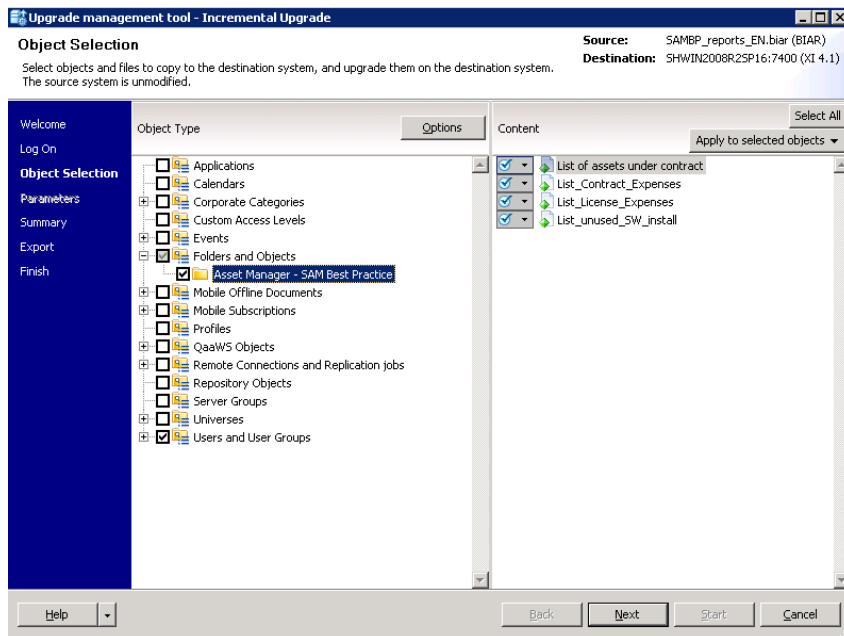 Upgrade management tool - Incremental Upgrade
Object Selection
Select objects and files to copy to the destination system, and upgrade them on the destination system.
The source system is unmodified.
Source: SAMBP_reports_EN.biar (BIAR)
Destination: SHWIN2008R2SP16:7400 (XI 4.1)
Welcome
Log On
Object Selection
Parameters
Summary
Export
Finish
Object Type
Options
Applications
Calendars
Corporate Categories
Custom Access Levels
Events
Folders and Objects
Asset Manager - SAM Best Practice
Mobile Offline Documents
Mobile Subscriptions
Profiles
QaaWS Objects
Remote Connections and Replication jobs
Repository Objects
Server Groups
Universes
Users and User Groups
Content
Select All
Apply to selected objects
List of assets under contract
List_Contract_Expenses
List_License_Expenses
List_unused_SW_install
Help
Back
Next
Start
Cancel